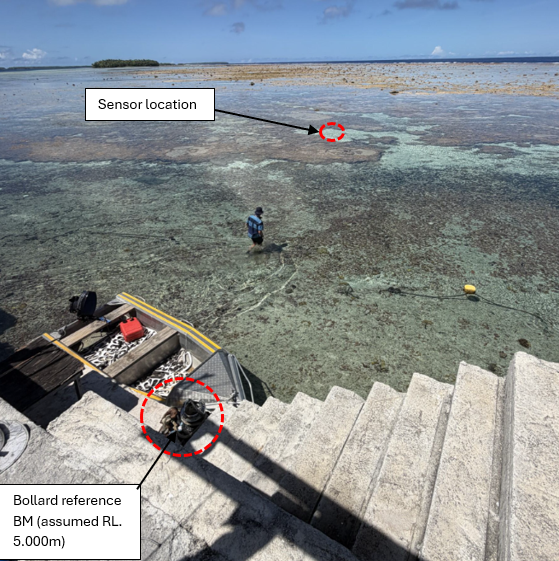 Sensor location
Bollard reference
BM (assumed RL.
5.000m)